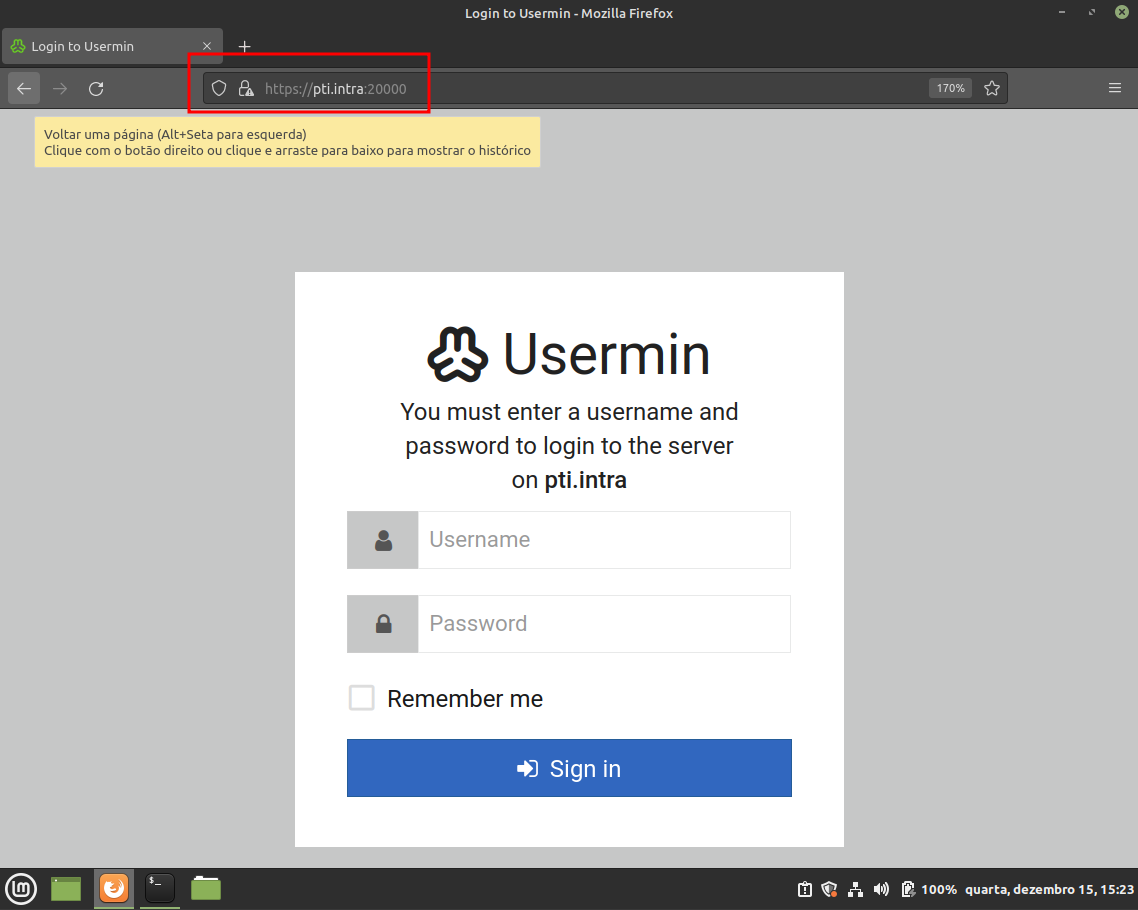 Login to Usermin - Mozilla Firefox
Login to Usermin
https://pti.intra:20000
170%
Voltar uma página (Alt+Seta para esquerda)
Clique com o botão direito ou clique e arraste para baixo para mostrar o histórico
Usermin
You must enter a username and
password to login to the server
on pti.intra
Username
Password
Remember me
Sign in
$_
100% quarta, dezembro 15, 15:23